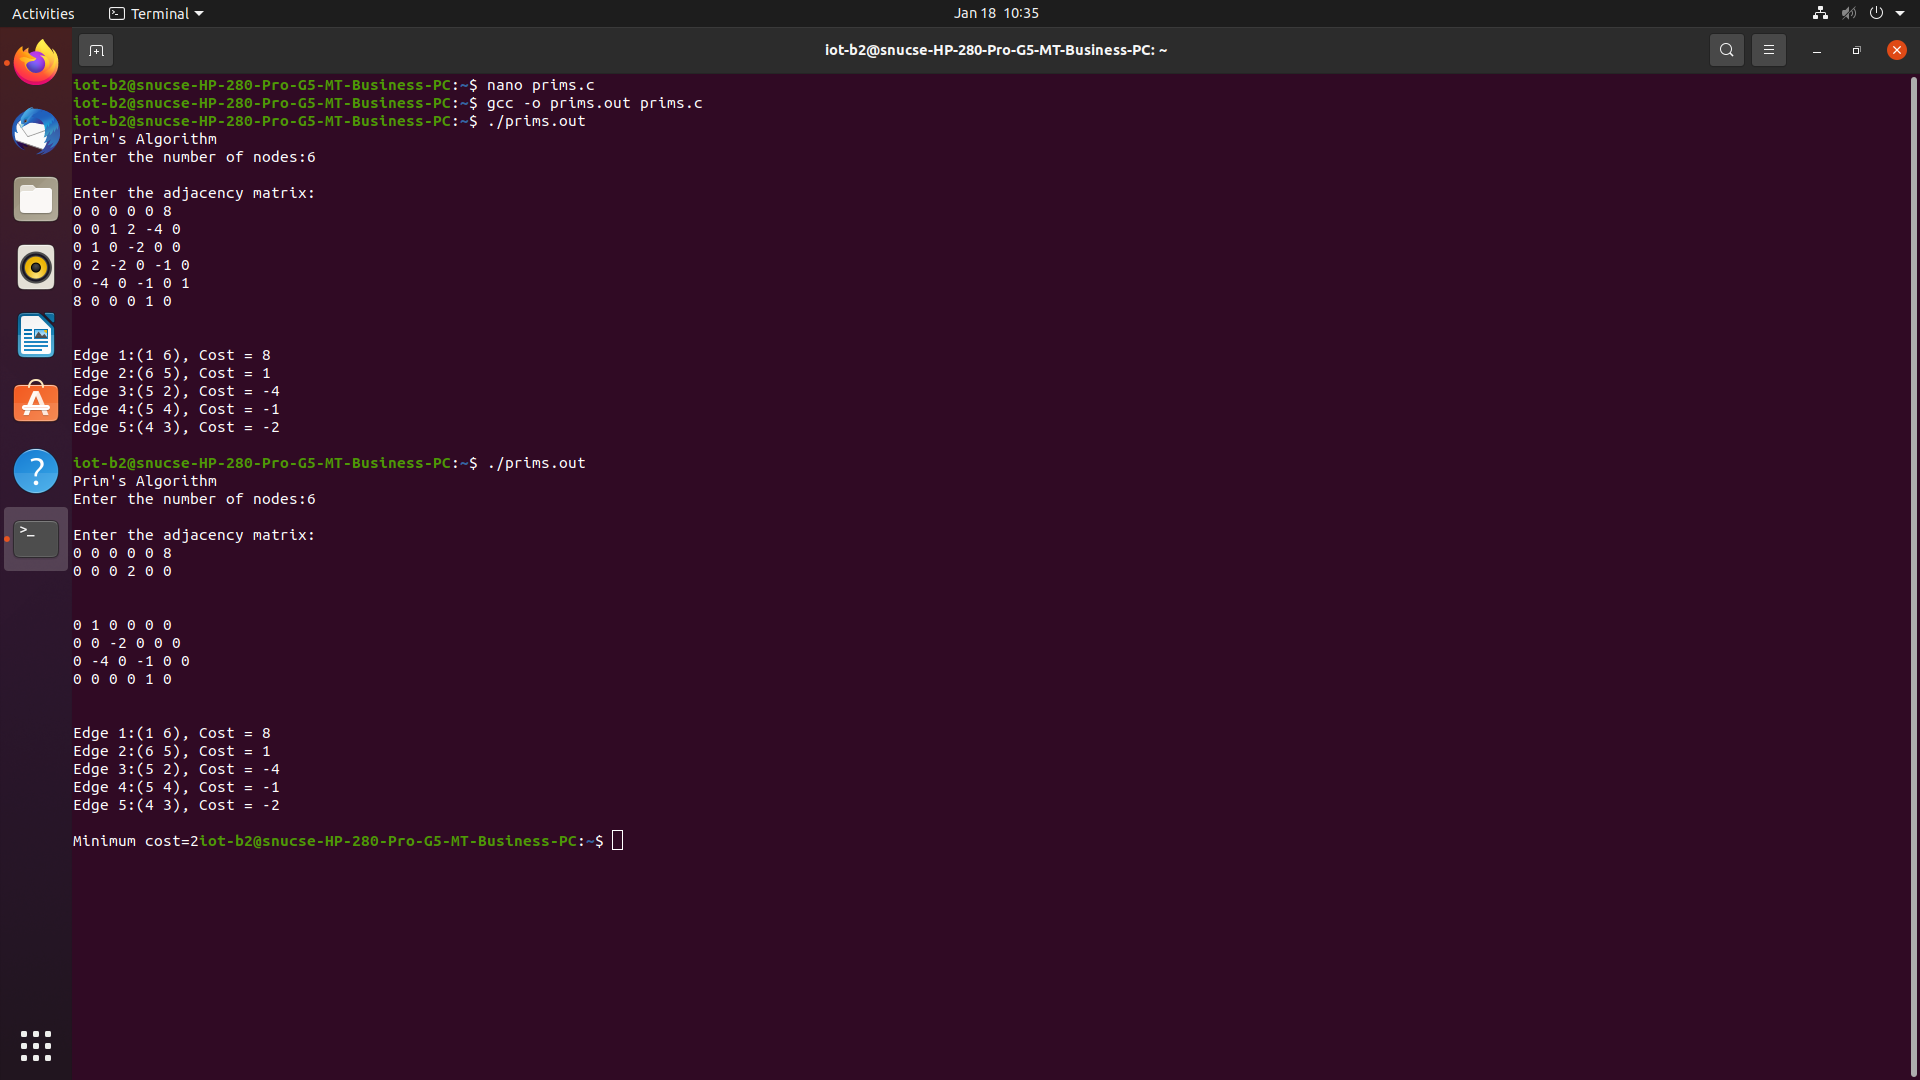 Activities Terminal Jan 18 10:35
iot-b2@snucse-HP-280-Pro-G5-MT-Business-PC: ~
iot-b2@snucse-HP-280-Pro-G5-MT-Business-PC:~$ nano prims.c
iot-b2@snucse-HP-280-Pro-G5-MT-Business-PC:~$ gcc -o prims.out prims.c
iot-b2@snucse-HP-280-Pro-G5-MT-Business-PC:~$ ./prims.out
Prim's Algorithm
Enter the number of nodes:6
Enter the adjacency matrix:
0 0 0 0 0 8
0 0 1 2 -4 0
0 1 0 -2 0 0
0 2 -2 0 -1 0
0 -4 0 -1 0 1
8 0 0 0 1 0
Edge 1:(1 6), Cost = 8
Edge 2:(6 5), Cost = 1
Edge 3:(5 2), Cost = -4
Edge 4:(5 4), Cost = -1
Edge 5:(4 3), Cost = -2
iot-b2@snucse-HP-280-Pro-G5-MT-Business-PC:~$ ./prims.out
Prim's Algorithm
Enter the number of nodes:6
Enter the adjacency matrix:
0 0 0 0 0 8
0 0 0 2 0 0
0 1 0 0 0 0
0 0 -2 0 0 0
0 -4 0 -1 0 0
0 0 0 0 1 0
Edge 1:(1 6), Cost = 8
Edge 2:(6 5), Cost = 1
Edge 3:(5 2), Cost = -4
Edge 4:(5 4), Cost = -1
Edge 5:(4 3), Cost = -2
Minimum cost=2iot-b2@snucse-HP-280-Pro-G5-MT-Business-PC:~$